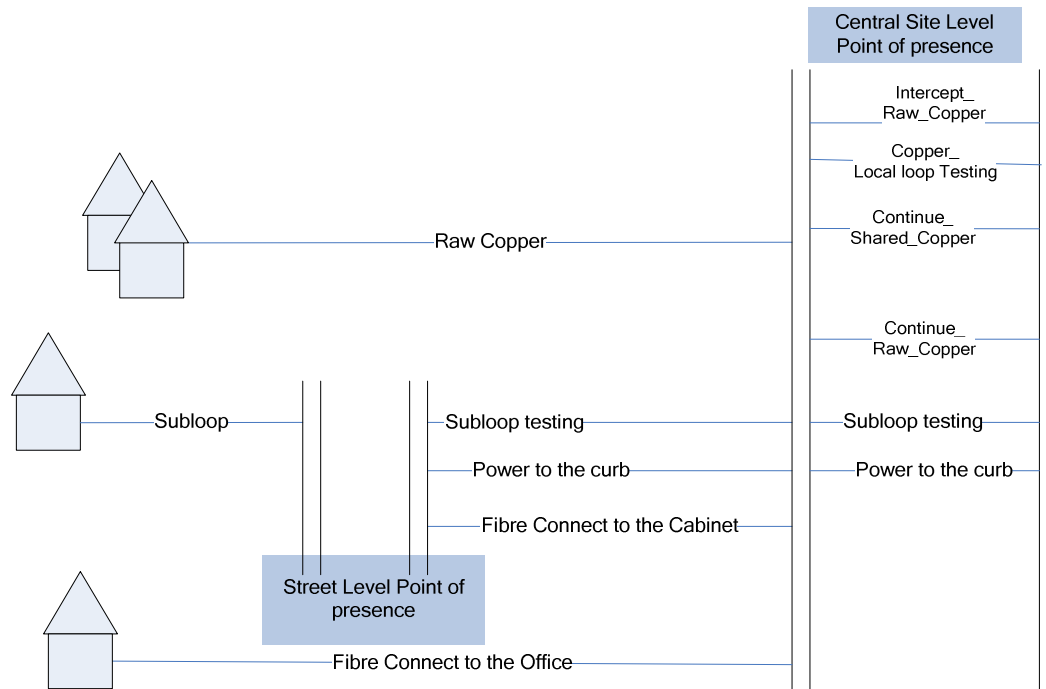 Central Site Level
Point of presence
Intercept_
Raw_Copper
Copper_
Local loop Testing
Raw Copper
Continue_
Shared_Copper
Continue_
Raw_Copper
Subloop
Subloop testing
Subloop testing
Power to the curb
Power to the curb
Fibre Connect to the Cabinet
Street Level Point of
presence
Fibre Connect to the Office